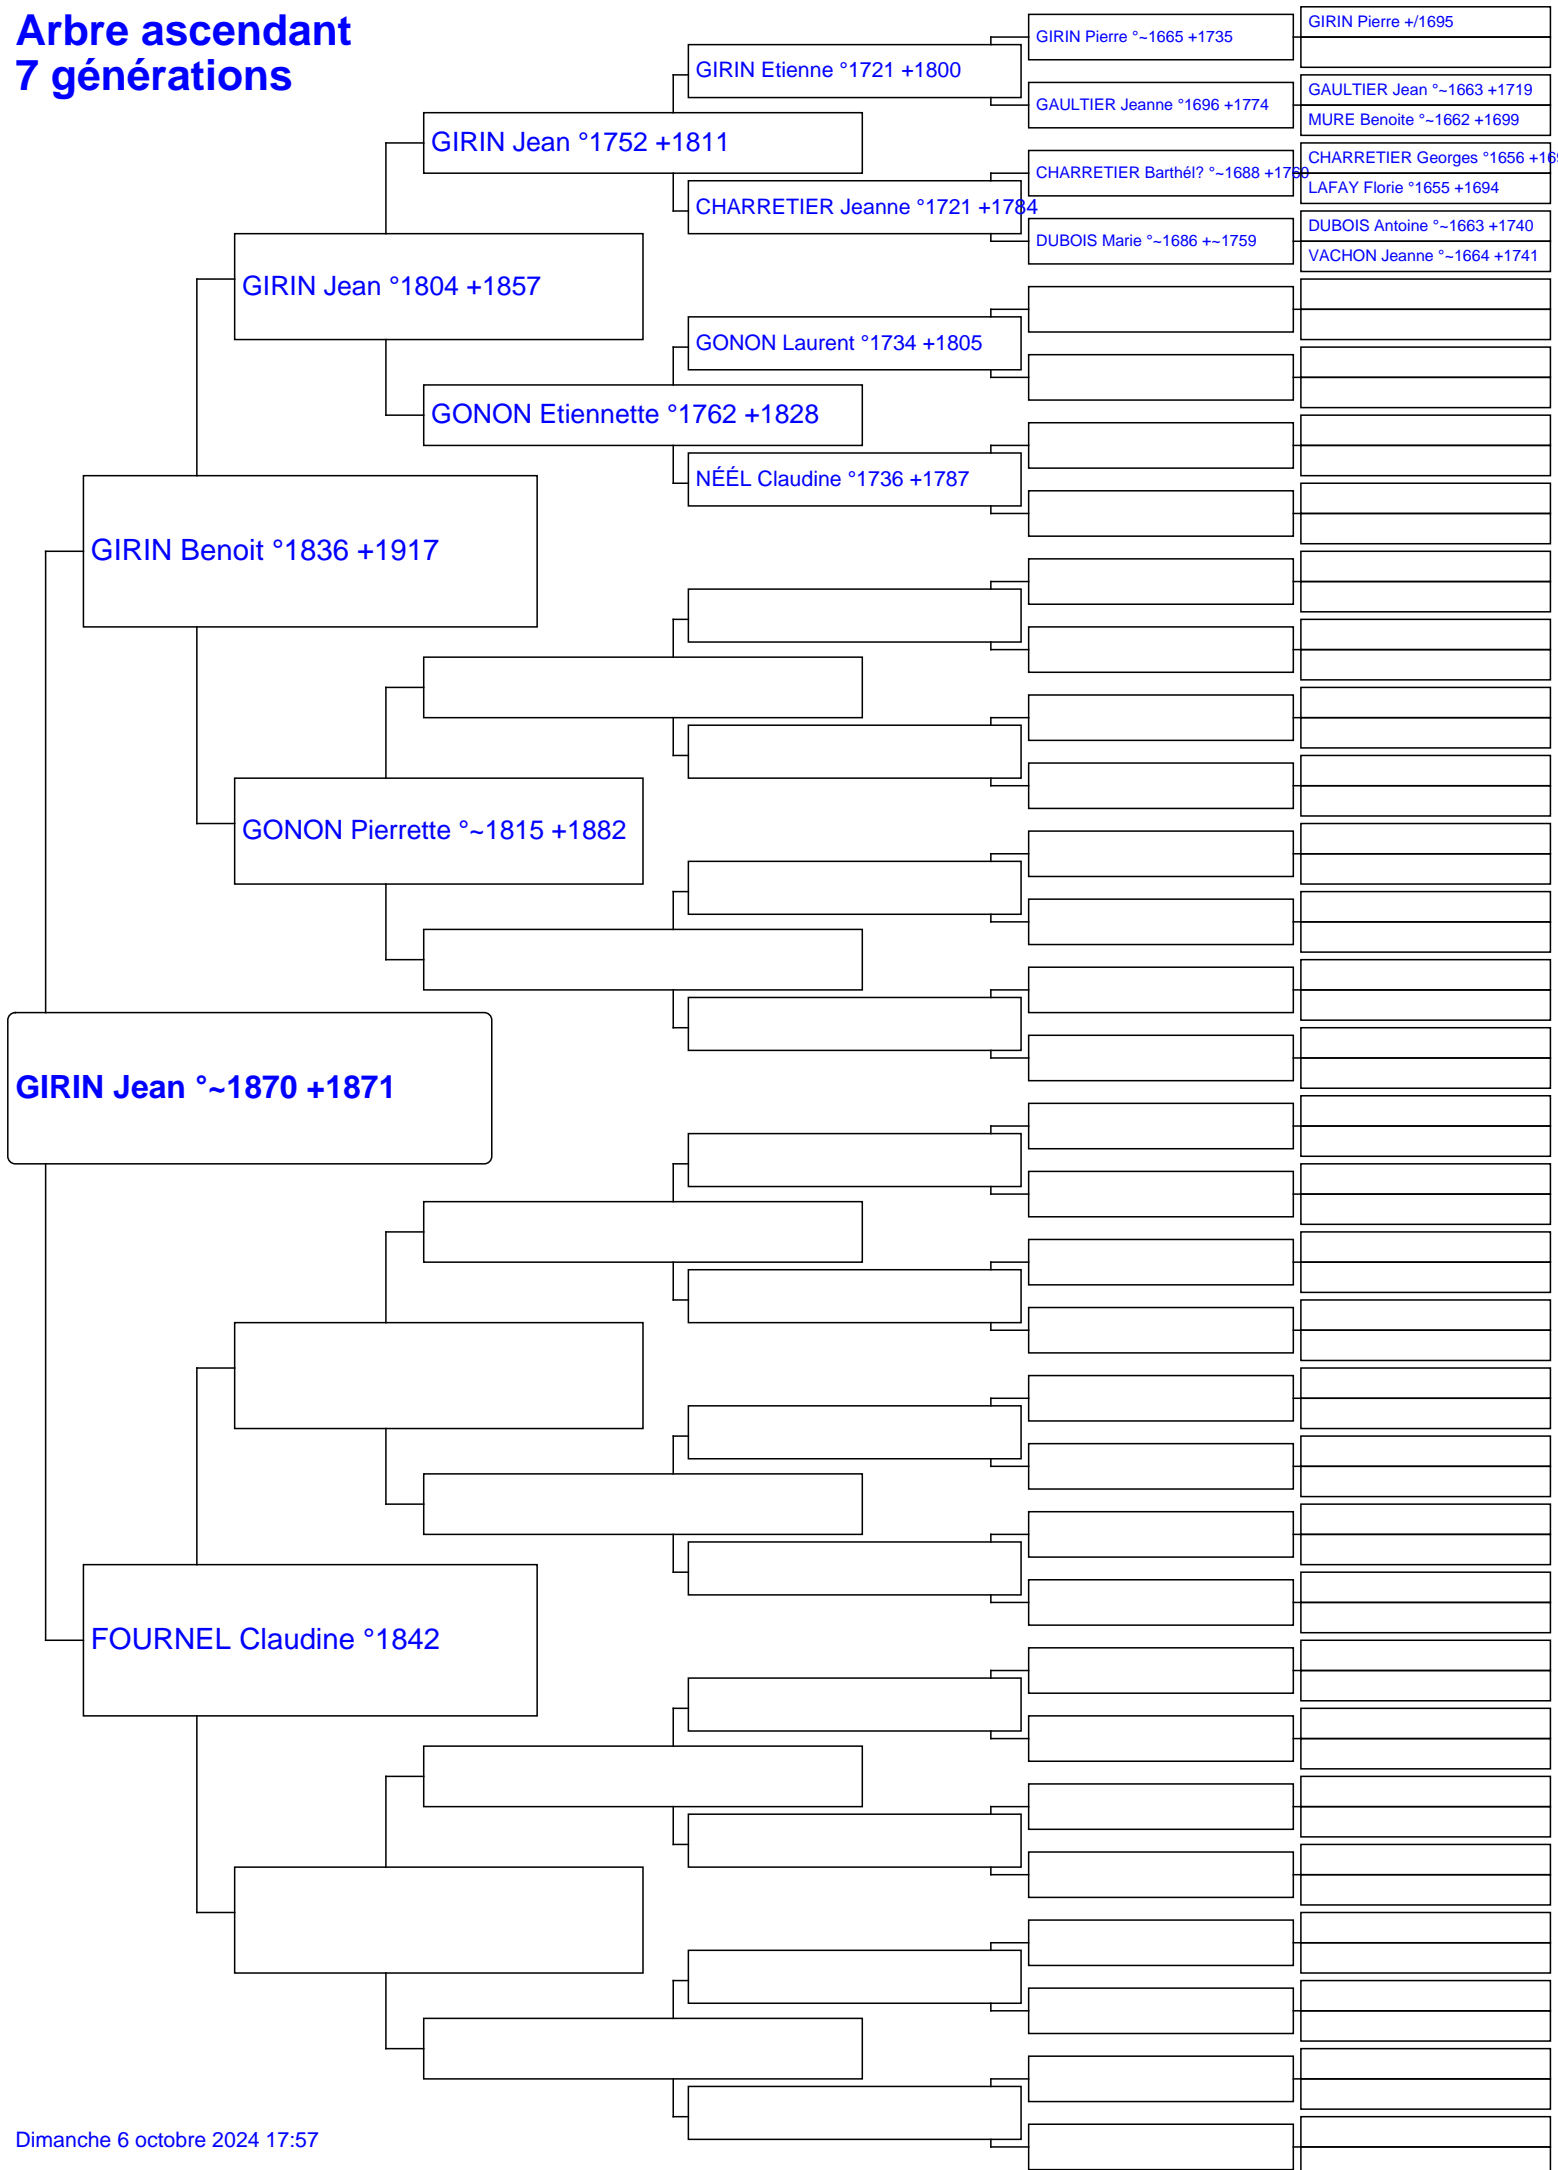 Arbre ascendant
7 générations
GIRIN Jean °~1870 +1871
GIRIN Benoit °1836 +1917
FOURNEL Claudine °1842
GIRIN Jean °1804 +1857
GONON Pierrette °~1815 +1882
GIRIN Jean °1752 +1811
GONON Etiennette °1762 +1828
GIRIN Etienne °1721 +1800
CHARRETIER Jeanne °1721 +1784
GONON Laurent °1734 +1805
NÉÉL Claudine °1736 +1787
GIRIN Pierre °~1665 +1735
GAULTIER Jeanne °1696 +1774
CHARRETIER Barthél? °~1688 +1760
DUBOIS Marie °~1686 +~1759
GIRIN Pierre +/1695
GAULTIER Jean °~1663 +1719
MURE Benoite °~1662 +1699
CHARRETIER Georges °1656
LAFAY Florie °1655 +1694
DUBOIS Antoine °~1663 +1740
VACHON Jeanne °~1664 +1741
Dimanche 6 octobre 2024 17:57